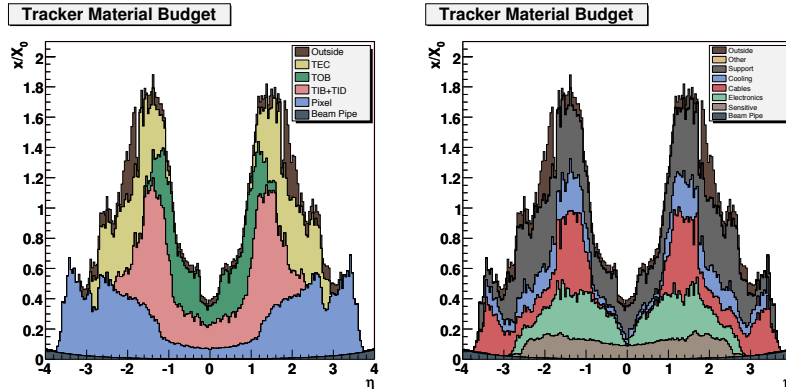 Tracker Material Budget
x/X0
2
1.8
1.6
1.4
1.2
1
0.8
0.6
0.4
0.2
0
Outside
TEC
TOB
TIB+TID
Pixel
Beam Pipe
-4 -3 -2 -1 0 1 2 3 4
η
Tracker Material Budget
x/X0
2
1.8
1.6
1.4
1.2
1
0.8
0.6
0.4
0.2
0
Outside
Other
Support
Cooling
Cables
Electronics
Sensitive
Beam Pipe
-4 -3 -2 -1 0 1 2 3 4
η